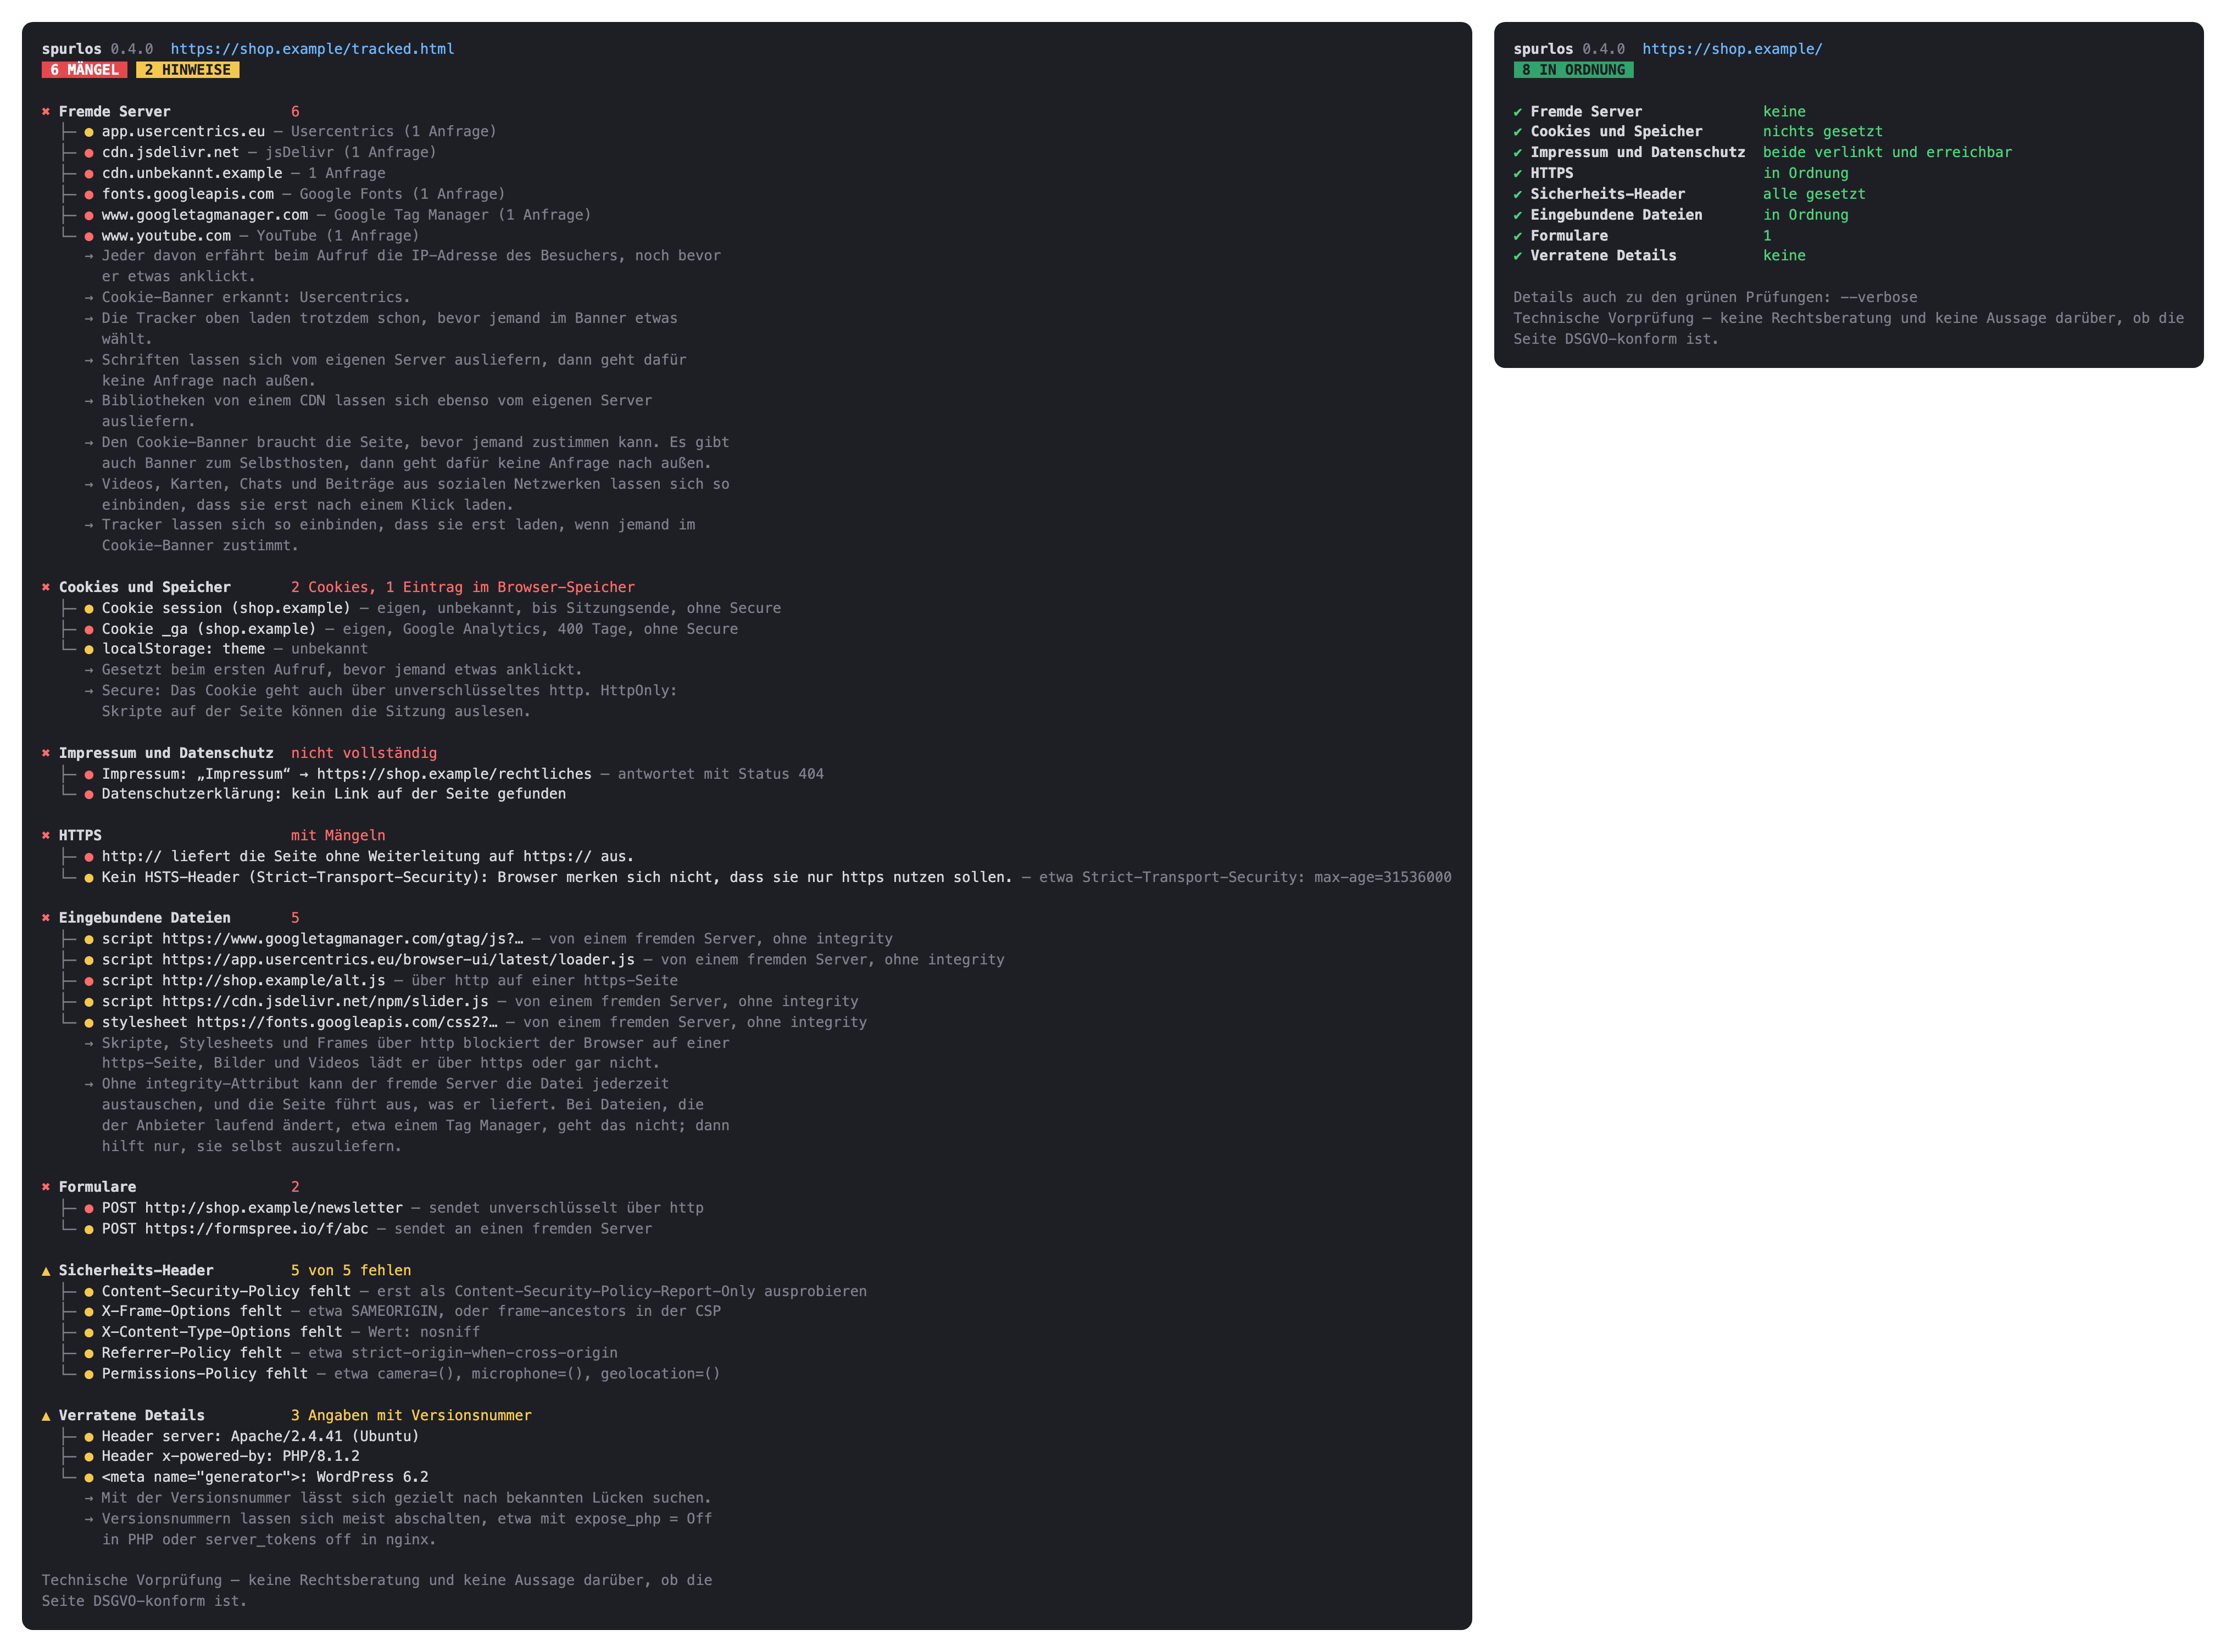 spurlos 0.4.0  https://shop.example/tracked.html
6 MÄNGEL  2 HINWEISE
✖ Fremde Server  6
├─ ● app.usercentrics.eu — Usercentrics (1 Anfrage)
├─ ● cdn.jsdelivr.net — jsDelivr (1 Anfrage)
├─ ● cdn.unbekannt.example — 1 Anfrage
├─ ● fonts.googleapis.com — Google Fonts (1 Anfrage)
├─ ● www.googletagmanager.com — Google Tag Manager (1 Anfrage)
└─ ● www.youtube.com — YouTube (1 Anfrage)
→ Jeder davon erfährt beim Aufruf die IP-Adresse des Besuchers, noch bevor
er etwas anklickt.
→ Cookie-Banner erkannt: Usercentrics.
→ Die Tracker oben laden trotzdem schon, bevor jemand im Banner etwas
wählt.
→ Schriften lassen sich vom eigenen Server ausliefern, dann geht dafür
keine Anfrage nach außen.
→ Bibliotheken von einem CDN lassen sich ebenso vom eigenen Server
ausliefern.
→ Den Cookie-Banner braucht die Seite, bevor jemand zustimmen kann. Es gibt
auch Banner zum Selbsthosten, dann geht dafür keine Anfrage nach außen.
→ Videos, Karten, Chats und Beiträge aus sozialen Netzwerken lassen sich so
einbinden, dass sie erst nach einem Klick laden.
→ Tracker lassen sich so einbinden, dass sie erst laden, wenn jemand im
Cookie-Banner zustimmt.
✖ Cookies und Speicher  2 Cookies, 1 Eintrag im Browser-Speicher
├─ ● Cookie session (shop.example) — eigen, unbekannt, bis Sitzungsende, ohne Secure
├─ ● Cookie _ga (shop.example) — eigen, Google Analytics, 400 Tage, ohne Secure
└─ ● localStorage: theme — unbekannt
→ Gesetzt beim ersten Aufruf, bevor jemand etwas anklickt.
→ Secure: Das Cookie geht auch über unverschlüsseltes http. HttpOnly:
Skripte auf der Seite können die Sitzung auslesen.
✖ Impressum und Datenschutz  nicht vollständig
├─ ● Impressum: „Impressum“ → https://shop.example/rechtliches — antwortet mit Status 404
└─ ● Datenschutzerklärung: kein Link auf der Seite gefunden
✖ HTTPS  mit Mängeln
├─ ● http:// liefert die Seite ohne Weiterleitung auf https:// aus.
└─ ● Kein HSTS-Header (Strict-Transport-Security): Browser merken sich nicht, dass sie nur https nutzen sollen. — etwa Strict-Transport-Security: max-age=31536000
✖ Eingebundene Dateien  5
├─ ● script https://www.googletagmanager.com/gtag/js?… — von einem fremden Server, ohne integrity
├─ ● script https://app.usercentrics.eu/browser-ui/latest/loader.js — von einem fremden Server, ohne integrity
├─ ● script http://shop.example/alt.js — über http auf einer https-Seite
├─ ● script https://cdn.jsdelivr.net/npm/slider.js — von einem fremden Server, ohne integrity
└─ ● stylesheet https://fonts.googleapis.com/css2?… — von einem fremden Server, ohne integrity
→ Skripte, Stylesheets und Frames über http blockiert der Browser auf einer
https-Seite, Bilder und Videos lädt er über https oder gar nicht.
→ Ohne integrity-Attribut kann der fremde Server die Datei jederzeit
austauschen, und die Seite führt aus, was er liefert. Bei Dateien, die
der Anbieter laufend ändert, etwa einem Tag Manager, geht das nicht; dann
hilft nur, sie selbst auszuliefern.
✖ Formulare  2
├─ ● POST http://shop.example/newsletter — sendet unverschlüsselt über http
└─ ● POST https://formspree.io/f/abc — sendet an einen fremden Server
▲ Sicherheits-Header  5 von 5 fehlen
├─ ● Content-Security-Policy fehlt — erst als Content-Security-Policy-Report-Only ausprobieren
├─ ● X-Frame-Options fehlt — etwa SAMEORIGIN, oder frame-ancestors in der CSP
├─ ● X-Content-Type-Options fehlt — Wert: nosniff
├─ ● Referrer-Policy fehlt — etwa strict-origin-when-cross-origin
└─ ● Permissions-Policy fehlt — etwa camera=(), microphone=(), geolocation=()
▲ Verratene Details  3 Angaben mit Versionsnummer
├─ ● Header server: Apache/2.4.41 (Ubuntu)
├─ ● Header x-powered-by: PHP/8.1.2
└─ ● <meta name="generator">: WordPress 6.2
→ Mit der Versionsnummer lässt sich gezielt nach bekannten Lücken suchen.
→ Versionsnummern lassen sich meist abschalten, etwa mit expose_php = Off
in PHP oder server_tokens off in nginx.
Technische Vorprüfung — keine Rechtsberatung und keine Aussage darüber, ob die
Seite DSGVO-konform ist.
spurlos 0.4.0  https://shop.example/
8 IN ORDNUNG
✔ Fremde Server  keine
✔ Cookies und Speicher  nichts gesetzt
✔ Impressum und Datenschutz  beide verlinkt und erreichbar
✔ HTTPS  in Ordnung
✔ Sicherheits-Header  alle gesetzt
✔ Eingebundene Dateien  in Ordnung
✔ Formulare  1
✔ Verratene Details  keine
Details auch zu den grünen Prüfungen: --verbose
Technische Vorprüfung — keine Rechtsberatung und keine Aussage darüber, ob die
Seite DSGVO-konform ist.